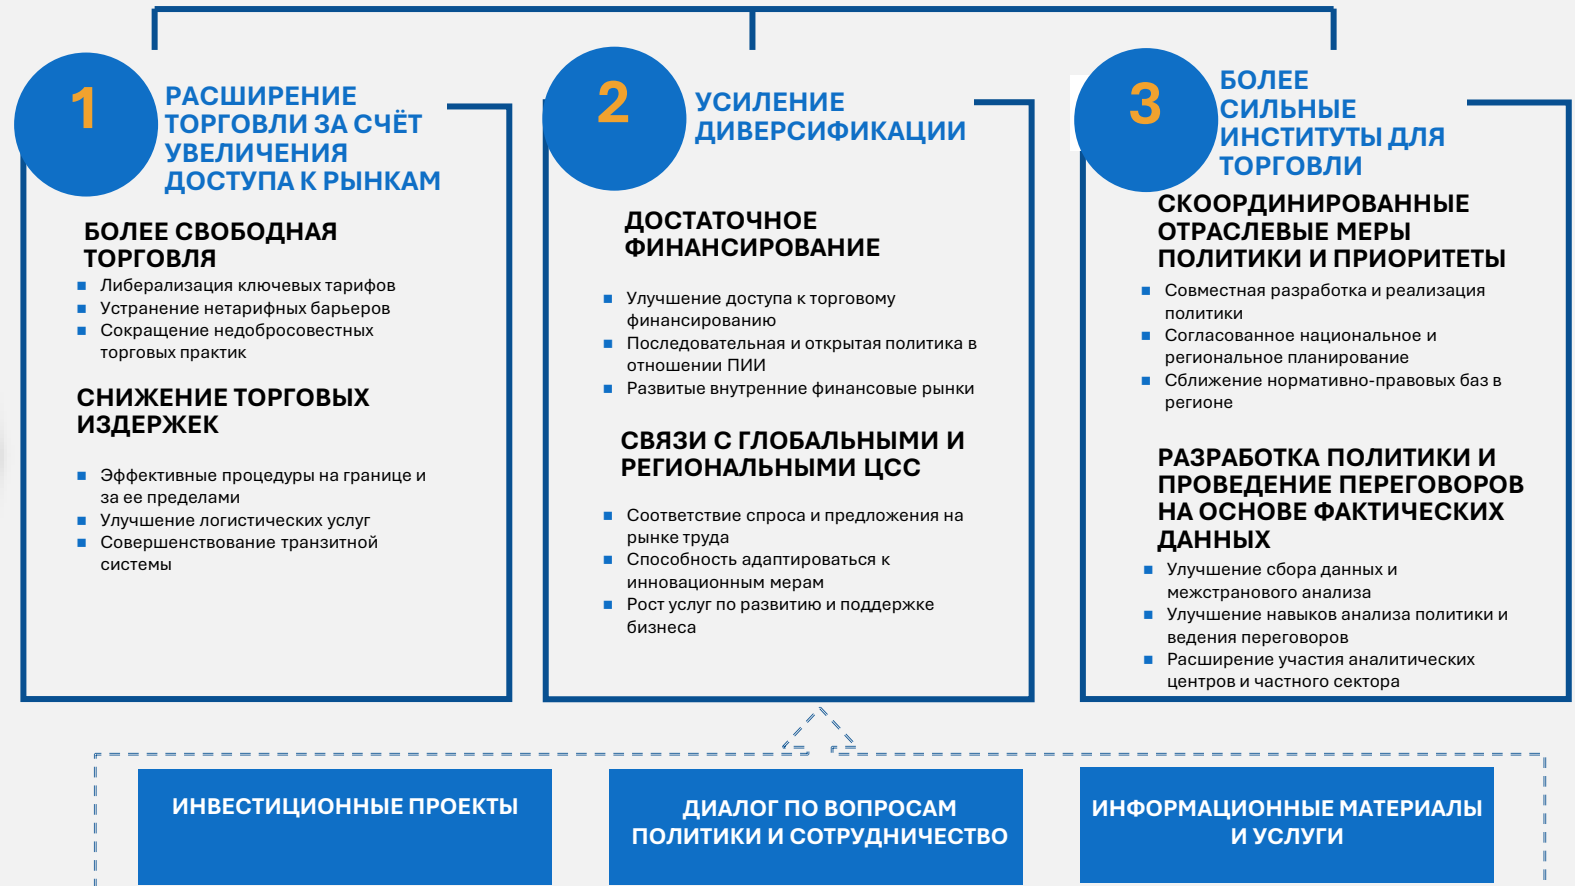 1
РАСШИРЕНИЕ
ТОРГОВЛИ ЗА СЧЁТ
УВЕЛИЧЕНИЯ
ДОСТУПА К РЫНКАМ
БОЛЕЕ СВОБОДНАЯ
ТОРГОВЛЯ
Либерализация ключевых тарифов
Устранение нетарифных барьеров
Сокращение недобросовестных
торговых практик
СНИЖЕНИЕ ТОРГОВЫХ
ИЗДЕРЖЕК
Эффективные процедуры на границе и
за ее пределами
Улучшение логистических услуг
Совершенствование транзитной
системы
2
УСИЛЕНИЕ
ДИВЕРСИФИКАЦИИ
ДОСТАТОЧНОЕ
ФИНАНСИРОВАНИЕ
Улучшение доступа к торговому
финансированию
Последовательная и открытая политика в
отношении ПИИ
Развитые внутренние финансовые рынки
СВЯЗИ С ГЛОБАЛЬНЫМИ И
РЕГИОНАЛЬНЫМИ ЦСС
Соответствие спроса и предложения на
рынке труда
Способность адаптироваться к
инновационным мерам
Рост услуг по развитию и поддержке
бизнеса
3
БОЛЕЕ
СИЛЬНЫЕ
ИНСТИТУТЫ ДЛЯ
ТОРГОВЛИ
СКООРДИНИРОВАННЫЕ
ОТРАСЛЕВЫЕ МЕРЫ
ПОЛИТИКИ И ПРИОРИТЕТЫ
Совместная разработка и реализация
политики
Согласованное национальное и
региональное планирование
Сближение нормативно-правовых баз в
регионе
РАЗРАБОТКА ПОЛИТИКИ И
ПРОВЕДЕНИЕ ПЕРЕГОВОРОВ
НА ОСНОВЕ ФАКТИЧЕСКИХ
ДАННЫХ
Улучшение сбора данных и
межстранового анализа
Улучшение навыков анализа политики и
ведения переговоров
Расширение участия аналитических
центров и частного сектора
ИНВЕСТИЦИОННЫЕ ПРОЕКТЫ
ДИАЛОГ ПО ВОПРОСАМ
ПОЛИТИКИ И СОТРУДНИЧЕСТВО
ИНФОРМАЦИОННЫЕ МАТЕРИАЛЫ
И УСЛУГИ